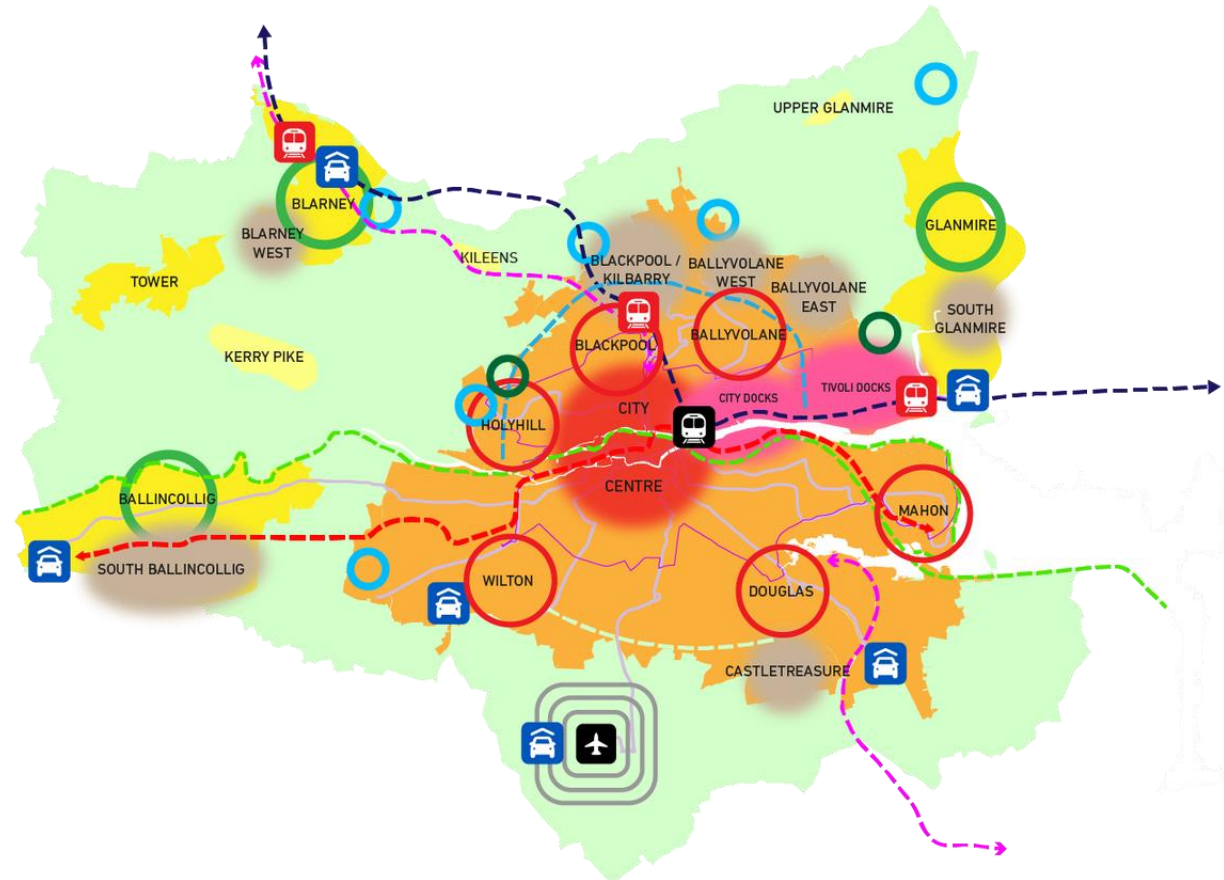 UPPER GLANMIRE
BLARNEY
BLARNEY
WEST
GLANMIRE
TOWER
KILEENS
BLACKPOOL /
KILBARRY
BALLYVOLANE
WEST
BALLYVOLANE
EAST
SOUTH
GLANMIRE
KERRY PIKE
BLACKPOOL
BALLYVOLANE
CITY
CITY DOCKS
TIVOLI DOCKS
HOLYHILL
CENTRE
BALLINCOLLIG
MAHON
SOUTH BALLINCOLLIG
WILTON
DOUGLAS
CASTLETREASURE